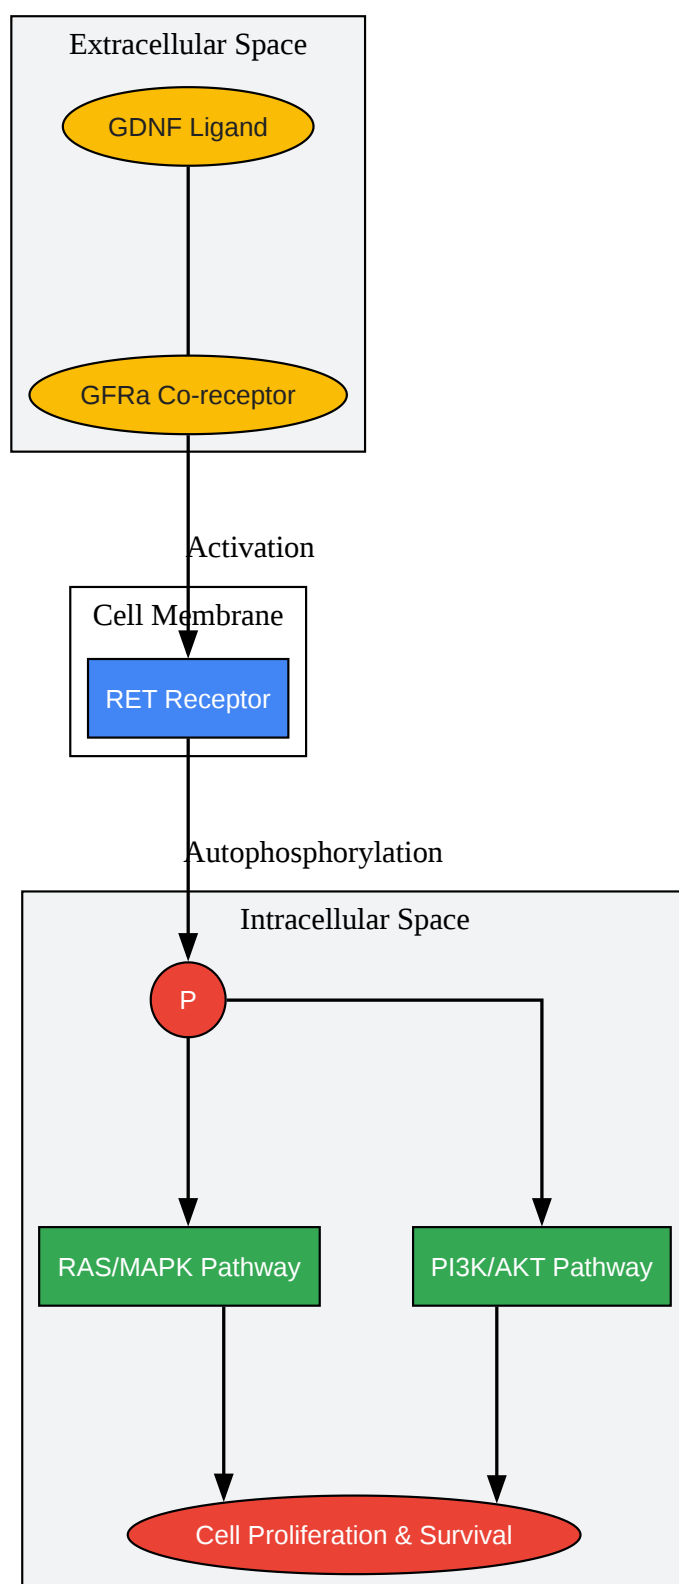 Extracellular Space
GDNF Ligand
GFRa Co-receptor
Activation
Cell Membrane
RET Receptor
Autophosphorylation
Intracellular Space
P
RAS/MAPK Pathway
PI3K/AKT Pathway
Cell Proliferation & Survival